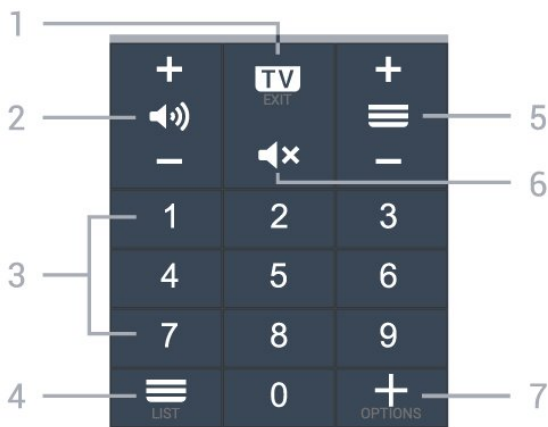 1
+ TV +
EXIT
2 5
− −
6
1 2 3
3
4 5 6
7 8 9
4 0 + 7
LIST OPTIONS